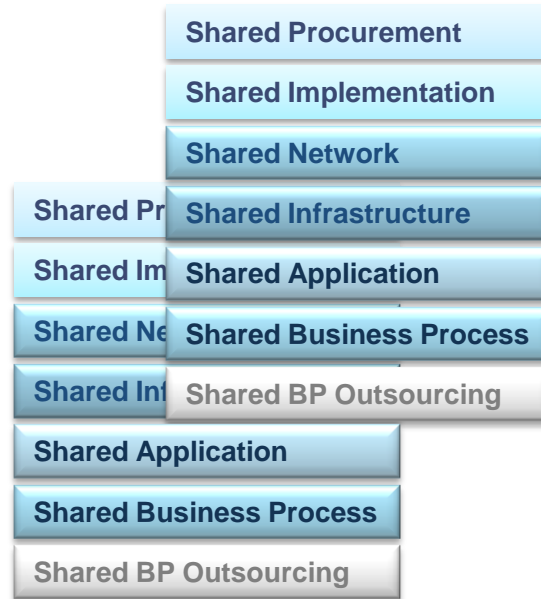 Shared Procurement
Shared Implementation
Shared Network
Shared Infrastructure
Shared Application
Shared Business Process
Shared BP Outsourcing
Shared Pr
Shared Im
Shared Ne
Shared Inf
Shared Application
Shared Business Process
Shared BP Outsourcing